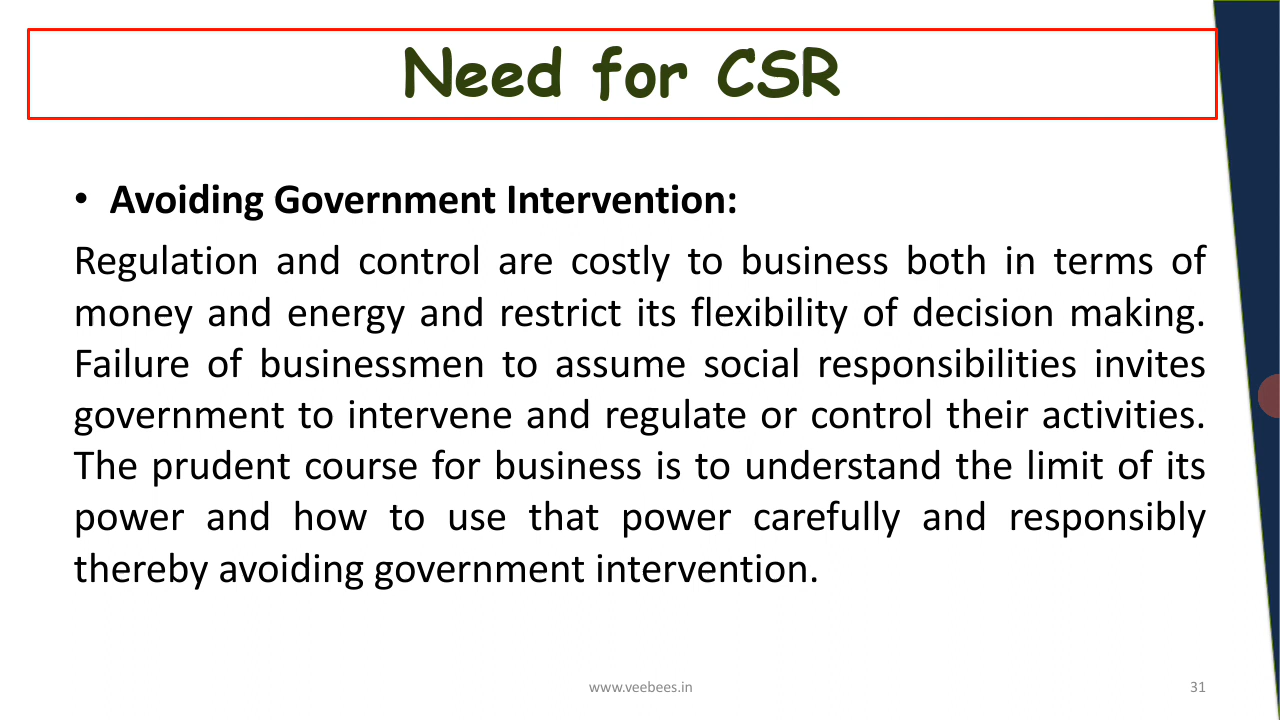 Need for CSR
• Avoiding Government Intervention:
Regulation and control are costly to business both in terms of
money and energy and restrict its flexibility of decision making.
Failure of businessmen to assume social responsibilities invites
government to intervene and regulate or control their activities.
The prudent course for business is to understand the limit of its
power and how to use that power carefully and responsibly
thereby avoiding government intervention.
www.veebees.in
31